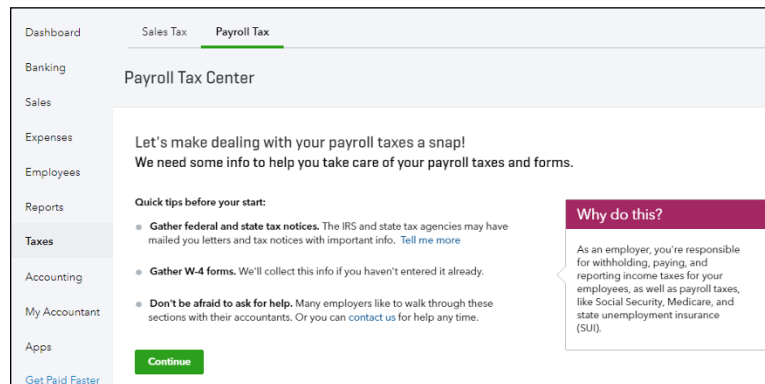 Dashboard
Banking
Sales
Expenses
Employees
Reports
Taxes
Accounting
My Accountant
Apps
Get Paid Faster
Sales Tax Payroll Tax
Payroll Tax Center
Let's make dealing with your payroll taxes a snap!
We need some info to help you take care of your payroll taxes and forms.
Quick tips before your start:
Gather federal and state tax notices. The IRS and state tax agencies may have
mailed you letters and tax notices with important info. Tell me more
Gather W-4 forms. We'll collect this info if you haven't entered it already.
Don't be afraid to ask for help. Many employers like to walk through these
sections with their accountants. Or you can contact us for help any time.
Continue
Why do this?
As an employer, you're responsible
for withholding, paying, and
reporting income taxes for your
employees, as well as payroll taxes,
like Social Security, Medicare, and
state unemployment insurance
(SUI).